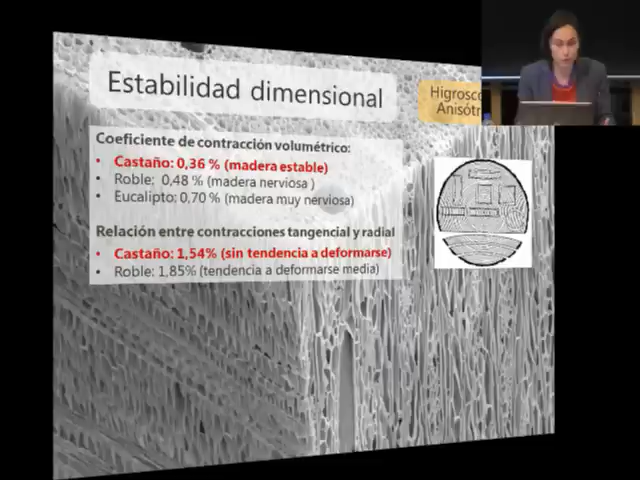 Estabilidad dimensional
Anisótr
Coeficiente de contracción volumétrico:
• Castaño: 0,36 % (madera estable)
• Roble: 0,48 % (madera nerviosa )
• Eucalipto: 0,70 % (madera muy nerviosa)
Relación entre contracciones tangencial y radial
• Castaño: 1,54% (sin tendencia a deformarse)
• Roble: 1,85% (tendencia a deformarse media)